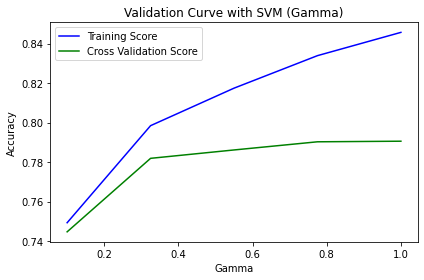 Validation Curve with SVM (Gamma)
Training Score
Cross Validation Score
Accuracy
0.84
0.82
0.80
0.78
0.76
0.74
0.2
0.4
0.6
0.8
1.0
Gamma